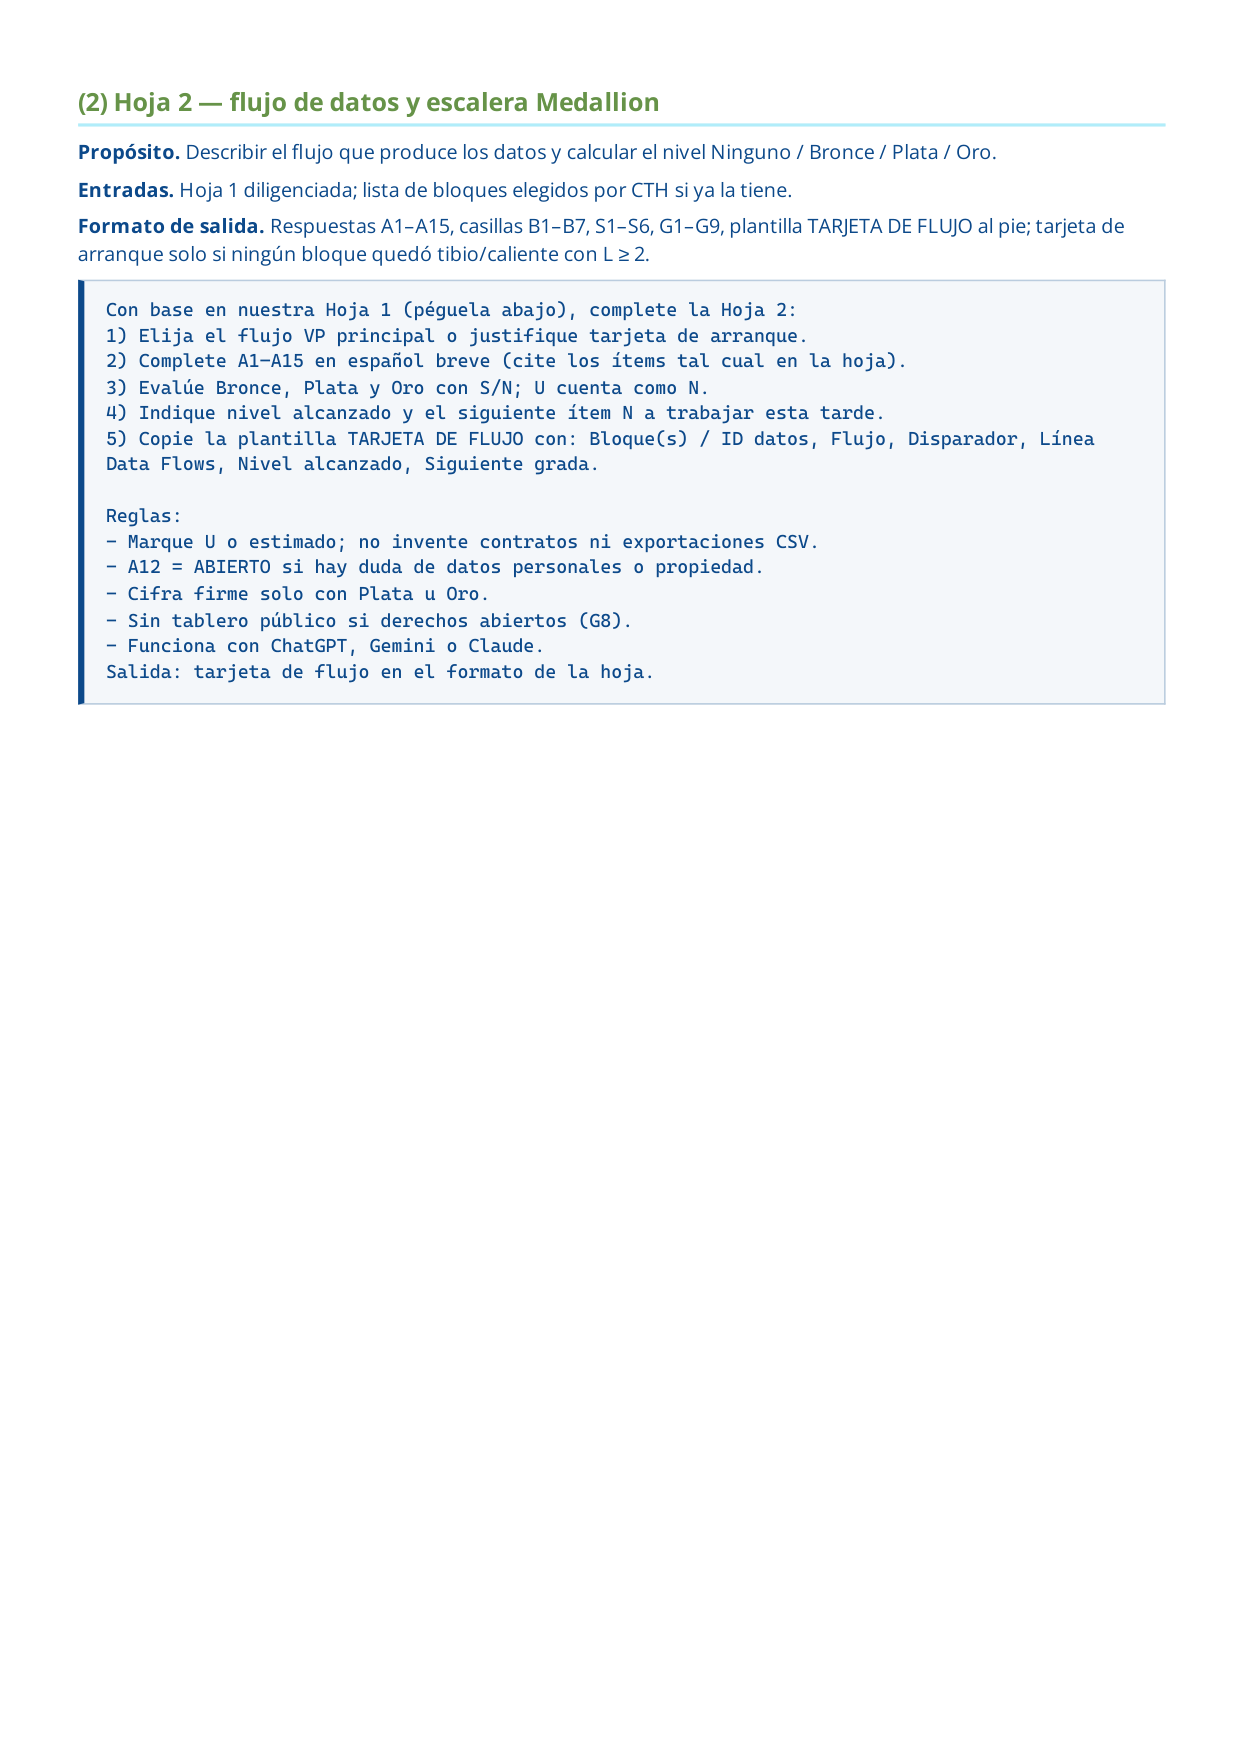 (2) Hoja 2 — flujo de datos y escalera Medallion
Propósito. Describir el flujo que produce los datos y calcular el nivel Ninguno / Bronce / Plata / Oro.
Entradas. Hoja 1 diligenciada; lista de bloques elegidos por CTH si ya la tiene.
Formato de salida. Respuestas A1–A15, casillas B1–B7, S1–S6, G1–G9, plantilla TARJETA DE FLUJO al pie; tarjeta de
arranque solo si ningún bloque quedó tibio/caliente con L ≥ 2.
Con base en nuestra Hoja 1 (péguela abajo), complete la Hoja 2:
1) Elija el flujo VP principal o justifique tarjeta de arranque.
2) Complete A1–A15 en español breve (cite los ítems tal cual en la hoja).
3) Evalúe Bronce, Plata y Oro con S/N; U cuenta como N.
4) Indique nivel alcanzado y el siguiente ítem N a trabajar esta tarde.
5) Copie la plantilla TARJETA DE FLUJO con: Bloque(s) / ID datos, Flujo, Disparador, Línea
Data Flows, Nivel alcanzado, Siguiente grada.
Reglas:
– Marque U o estimado; no invente contratos ni exportaciones CSV.
– A12 = ABIERTO si hay duda de datos personales o propiedad.
– Cifra firme solo con Plata u Oro.
– Sin tablero público si derechos abiertos (G8).
– Funciona con ChatGPT, Gemini o Claude.
Salida: tarjeta de flujo en el formato de la hoja.